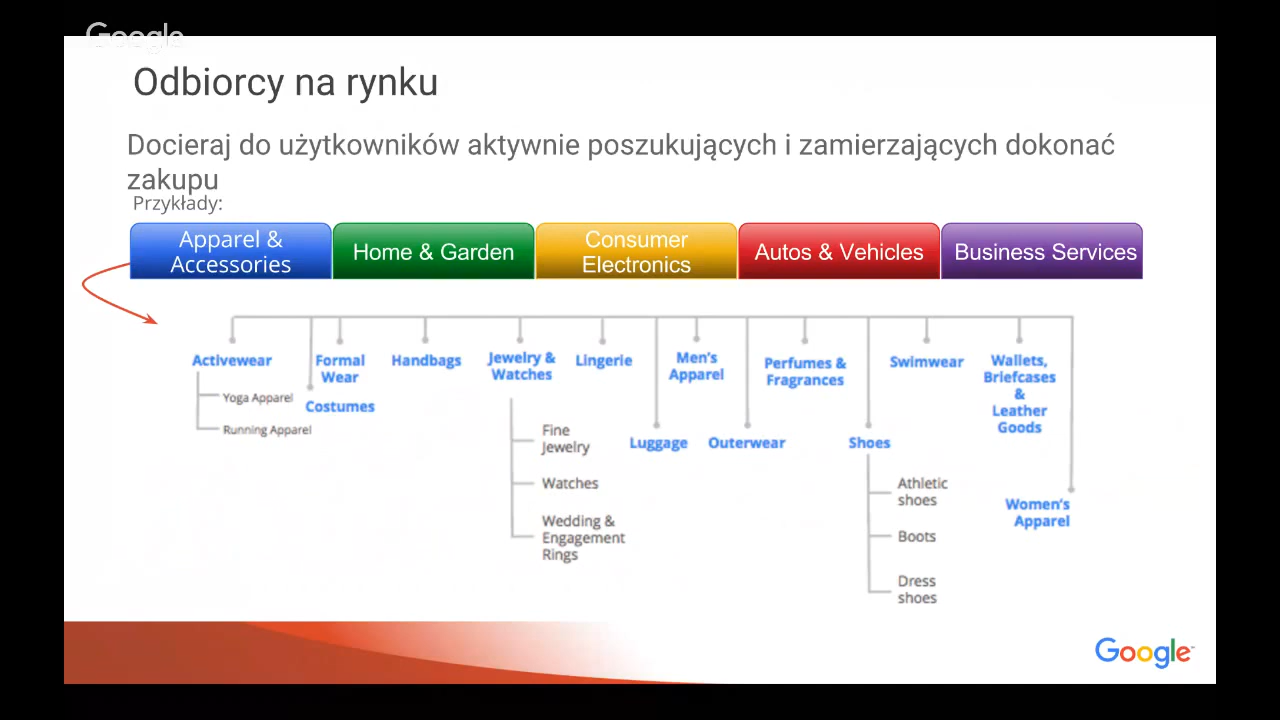 Google
Odbiorcy na rynku
Docieraj do użytkowników aktywnie poszukujących i zamierzających dokonać
zakupu
Przykłady:
Apparel &
Accessories
Home & Garden
Consumer
Electronics
Autos & Vehicles
Business Services
Activewear
Yoga Apparel
Running Apparel
Formal
Wear
Costumes
Handbags
Jewelry &
Watches
Fine
Jewelry
Watches
Wedding &
Engagement
Rings
Lingerie
Luggage
Men's
Apparel
Outerwear
Perfumes &
Fragrances
Shoes
Athletic
shoes
Boots
Dress
shoes
Swimwear
Wallets,
Briefcases
&
Leather
Goods
Women's
Apparel
Google